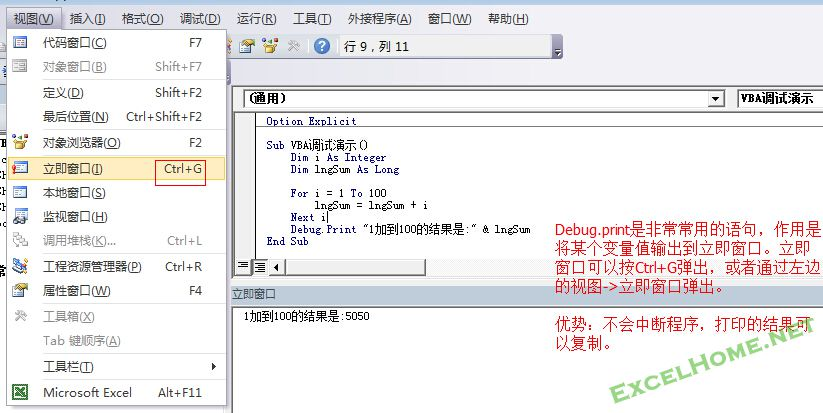 视图(V) 插入(I) 格式(O) 调试(D) 运行(R) 工具(T) 外接程序(A) 窗口(W) 帮助(H)
代码窗口(C) F7
对象窗口(B) Shift+F7
定义(D) Shift+F2
最后位置(N) Ctrl+Shift+F2
对象浏览器(O) F2
立即窗口(I) Ctrl+G
本地窗口(S)
监视窗口(H)
调用堆栈(K)... Ctrl+L
工程资源管理器(P) Ctrl+R
属性窗口(W) F4
工具箱(X)
Tab 键顺序(A)
工具栏(T)
Microsoft Excel Alt+F11
行 9，列 11
(通用) VBA调试演示
Option Explicit
Sub VBA调试演示()
Dim i As Integer
Dim lngSum As Long
For i = 1 To 100
lngSum = lngSum + i
Next i
Debug.Print "1加到100的结果是:" & lngSum
End Sub
Debug.print是非常常用的语句，作用是
将某个变量值输出到立即窗口。立即
窗口可以按Ctrl+G弹出，或者通过左边
的视图->立即窗口弹出。
优势：不会中断程序，打印的结果可
以复制。
立即窗口
1加到100的结果是:5050
EXCELHOME.NET